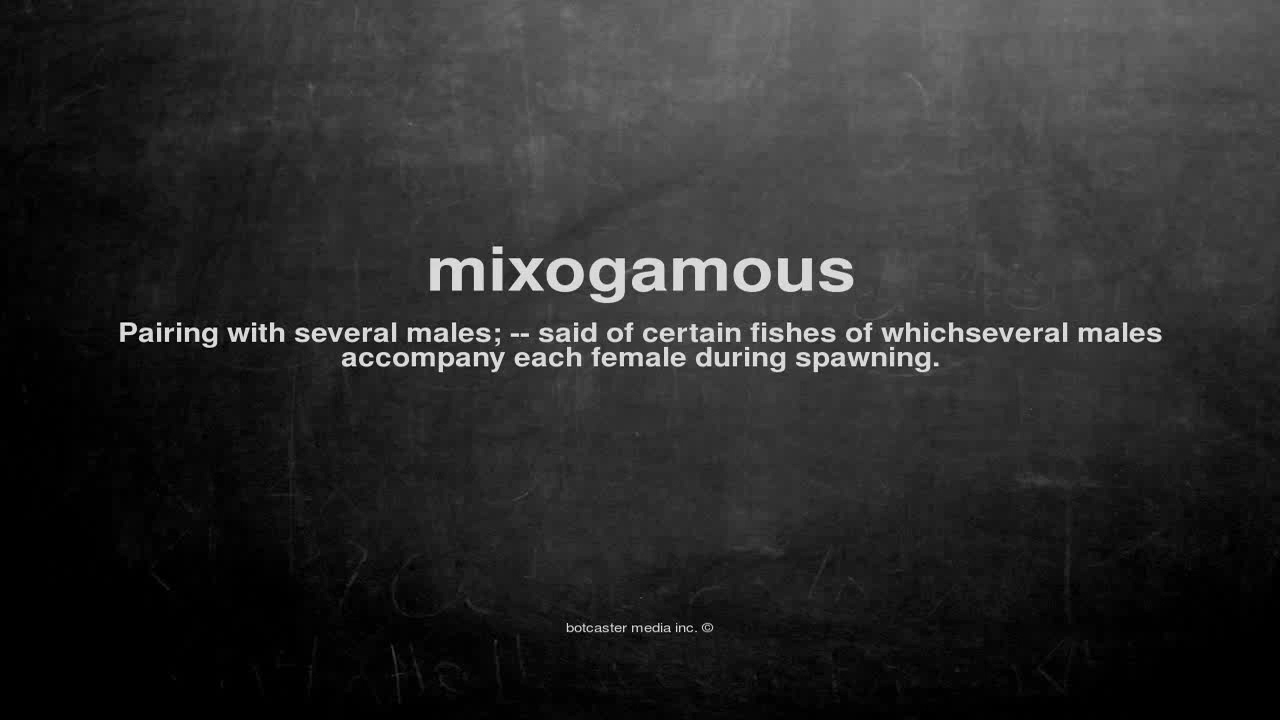 mixogamous
Pairing with several males; -- said of certain fishes of whichseveral males
accompany each female during spawning.
botcaster media inc. ©